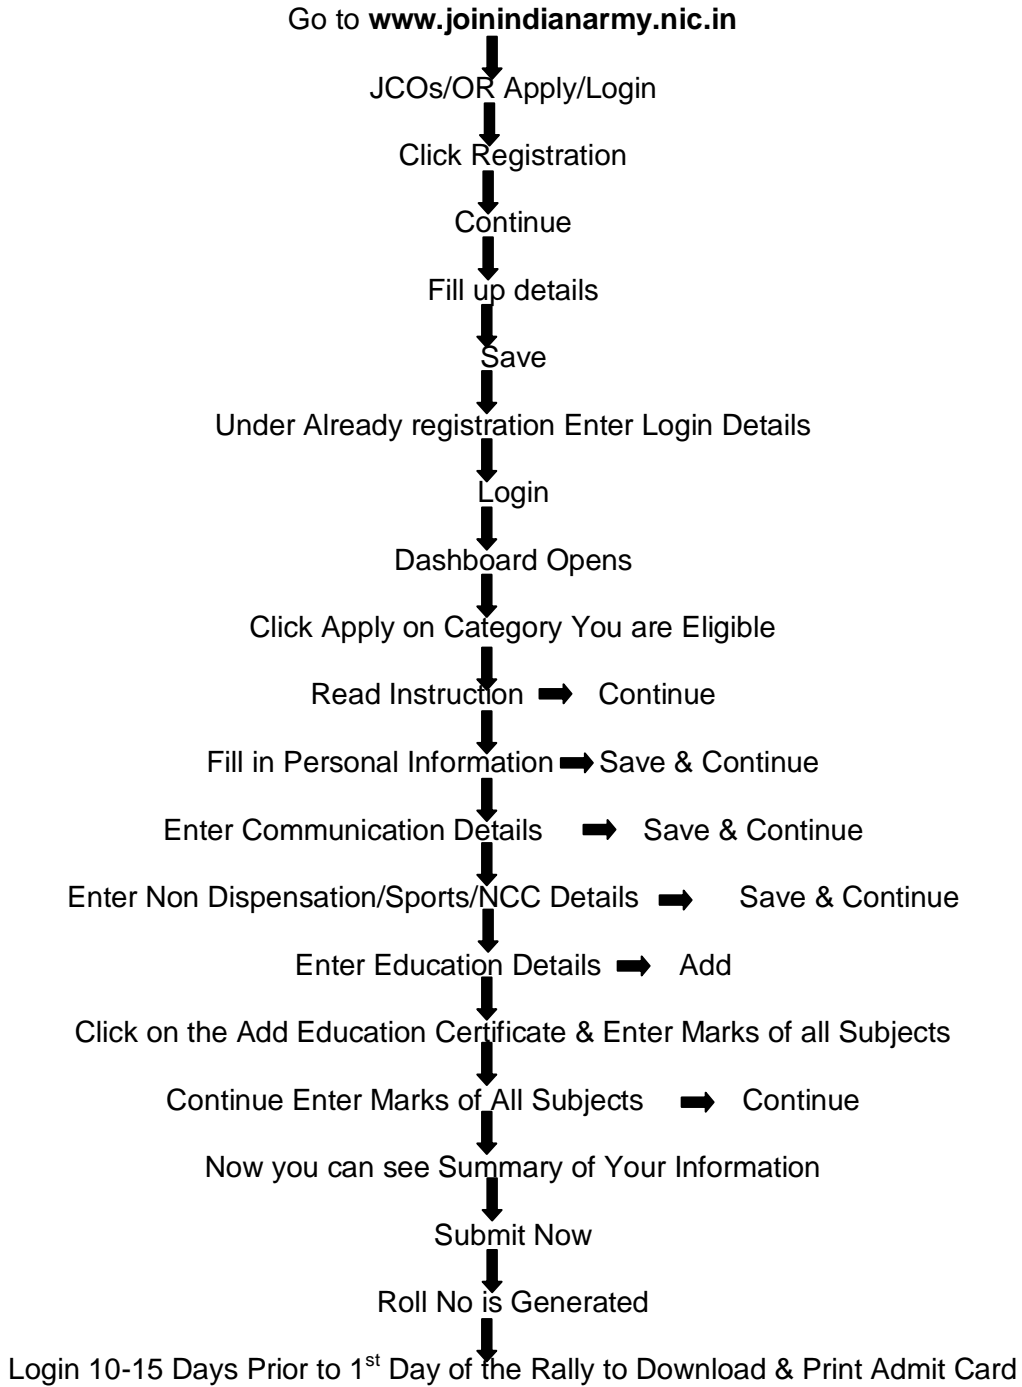 Go to www.joinindianarmy.nic.in
JCOs/OR Apply/Login
Click Registration
Continue
Fill up details
Save
Under Already registration Enter Login Details
Login
Dashboard Opens
Click Apply on Category You are Eligible
Read Instruction Continue
Fill in Personal Information Save & Continue
Enter Communication Details Save & Continue
Enter Non Dispensation/Sports/NCC Details Save & Continue
Enter Education Details Add
Click on the Add Education Certificate & Enter Marks of all Subjects
Continue Enter Marks of All Subjects Continue
Now you can see Summary of Your Information
Submit Now
Roll No is Generated
Login 10-15 Days Prior to 1st Day of the Rally to Download & Print Admit Card